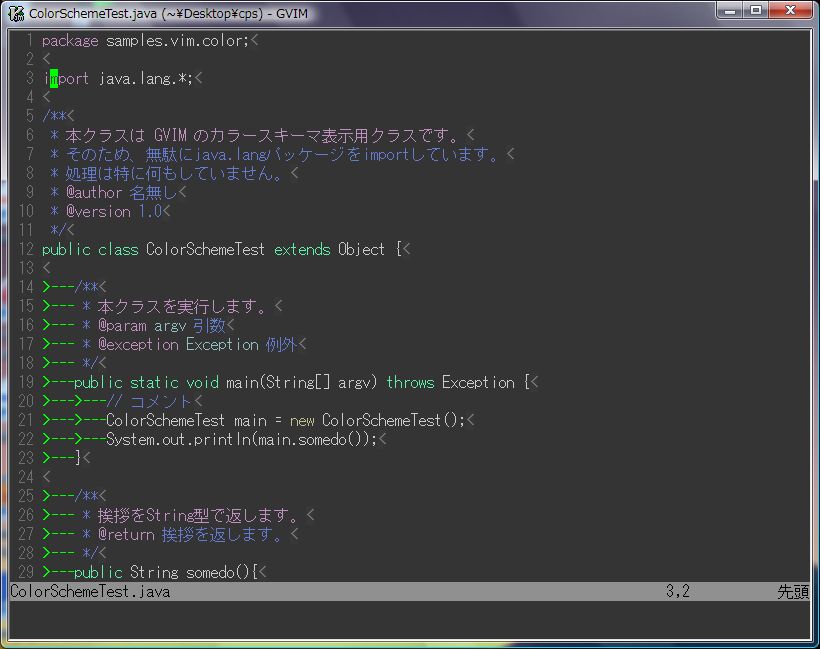 ColorSchemeTest.java (~¥Desktop¥cps) - GVIM
1 package samples.vim.color;<
2 <
3 import java.lang.*;<
4 <
5 /**<
6  * 本クラスは GVIM のカラースキーマ表示用クラスです。<
7  * そのため、無駄にjava.langパッケージをimportしています。<
8  * 処理は特に何もしていません。<
9  * @author 名無し<
10  * @version 1.0<
11  */<
12 public class ColorSchemeTest extends Object {<
13 <
14 >---/**<
15 >--- * 本クラスを実行します。<
16 >--- * @param argv 引数<
17 >--- * @exception Exception 例外<
18 >--- */<
19 >---public static void main(String[] argv) throws Exception {<
20 >--->---// コメント<
21 >--->---ColorSchemeTest main = new ColorSchemeTest();<
22 >--->---System.out.println(main.somedo());<
23 >---}<
24 <
25 >---/**<
26 >--- * 挨拶をString型で返します。<
27 >--- * @return 挨拶を返します。<
28 >--- */<
29 >---public String somedo(){<
ColorSchemeTest.java 3,2 先頭